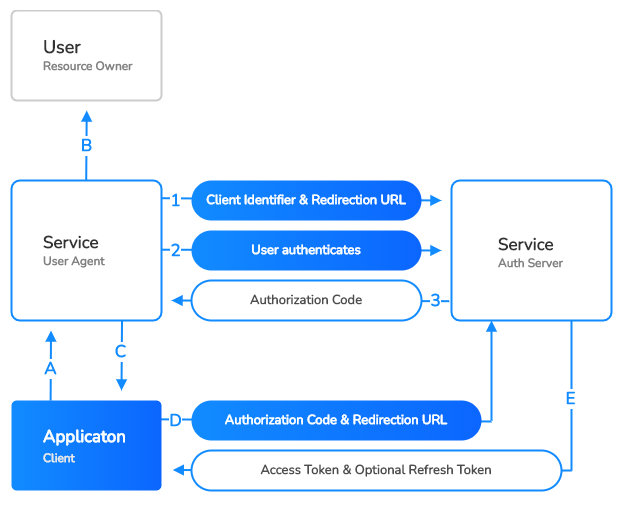 User
Resource Owner
B
Service
User Agent
1
Client Identifier & Redirection URL
2
User authenticates
Authorization Code
3
Service
Auth Server
A
C
E
Applicaton
Client
D
Authorization Code & Redirection URL
Access Token & Optional Refresh Token